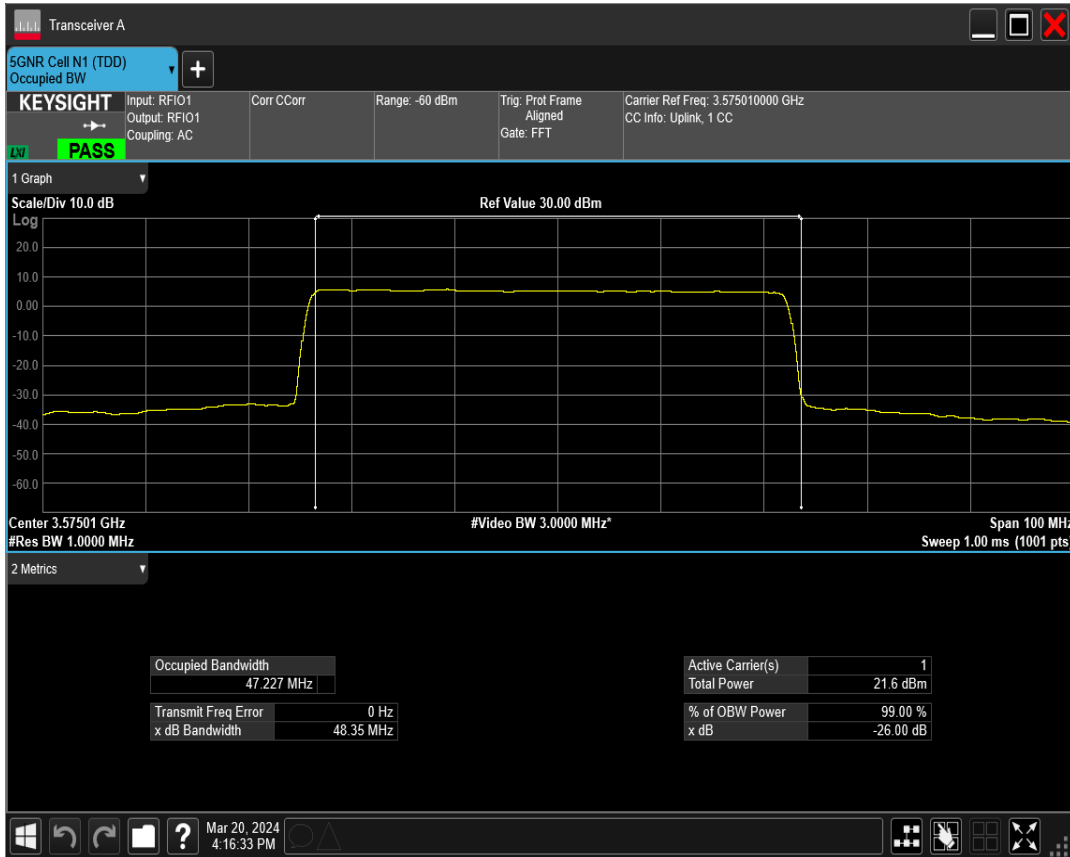 Transceiver A
5GNR Cell N1 (TDD)
Occupied BW
+
KEYSIGHT
LXI
PASS
Input: RFIO1
Output: RFIO1
Coupling: AC
Corr CCorr
Range: -60 dBm
Trig: Prot Frame
Aligned
Gate: FFT
Carrier Ref Freq: 3.575010000 GHz
CC Info: Uplink, 1 CC
1 Graph
Scale/Div 10.0 dB
Ref Value 30.00 dBm
Log
20.0
10.0
0.00
-10.0
-20.0
-30.0
-40.0
-50.0
-60.0
Center 3.57501 GHz
#Video BW 3.0000 MHz*
Span 100 MHz
#Res BW 1.0000 MHz
Sweep 1.00 ms (1001 pts)
2 Metrics
Occupied Bandwidth
47.227 MHz
Transmit Freq Error 0 Hz
x dB Bandwidth 48.35 MHz
Active Carrier(s) 1
Total Power 21.6 dBm
% of OBW Power 99.00 %
x dB -26.00 dB
?
Mar 20, 2024
4:16:33 PM